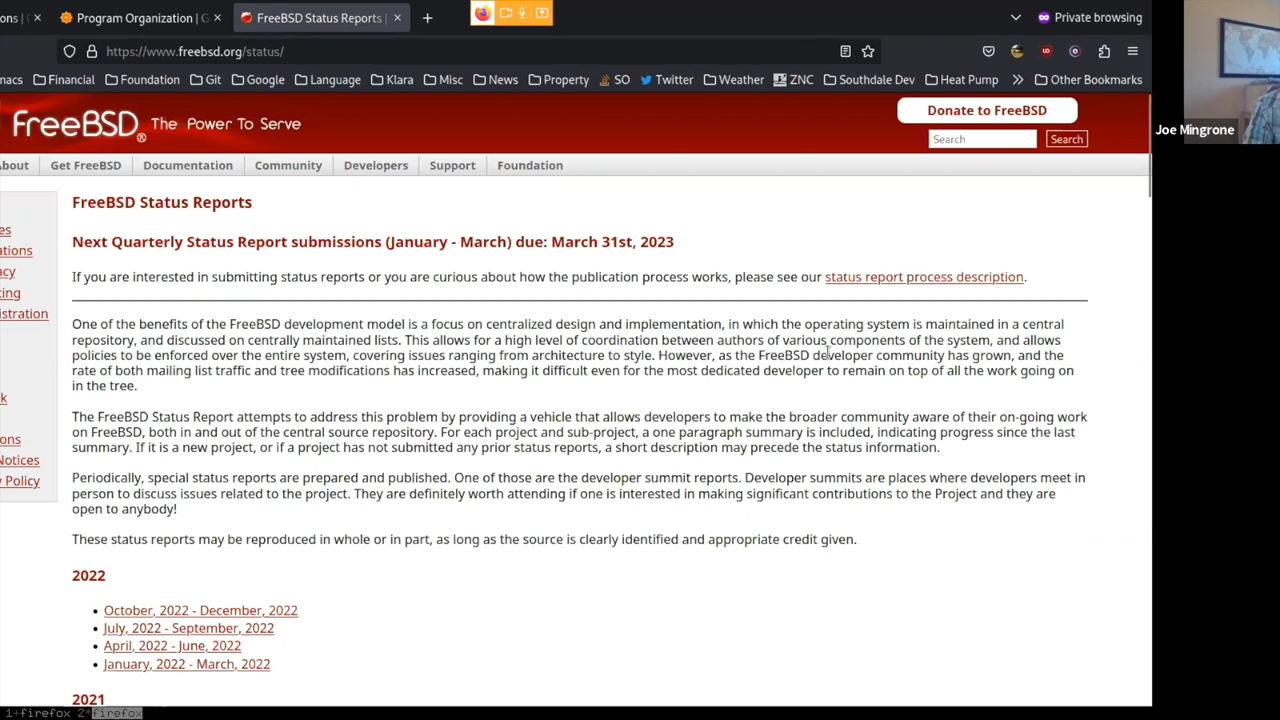 ns | (
Program Organization | G
FreeBSD Status Reports
Private browsing
https://www.freebsd.org/status/
macs Financial Foundation Git Google Language Klara Misc News Property SO Twitter Weather ZNC Southdale Dev Heat Pump Other Bookmarks
FreeBSD® The Power To Serve
Donate to FreeBSD
Search Search
Joe Mingrone
About Get FreeBSD Documentation Community Developers Support Foundation
es
ations
acy
ting
istration
k
ons
Notices
y Policy
FreeBSD Status Reports
Next Quarterly Status Report submissions (January - March) due: March 31st, 2023
If you are interested in submitting status reports or you are curious about how the publication process works, please see our status report process description.
One of the benefits of the FreeBSD development model is a focus on centralized design and implementation, in which the operating system is maintained in a central
repository, and discussed on centrally maintained lists. This allows for a high level of coordination between authors of various components of the system, and allows
policies to be enforced over the entire system, covering issues ranging from architecture to style. However, as the FreeBSD developer community has grown, and the
rate of both mailing list traffic and tree modifications has increased, making it difficult even for the most dedicated developer to remain on top of all the work going on
in the tree.
The FreeBSD Status Report attempts to address this problem by providing a vehicle that allows developers to make the broader community aware of their on-going work
on FreeBSD, both in and out of the central source repository. For each project and sub-project, a one paragraph summary is included, indicating progress since the last
summary. If it is a new project, or if a project has not submitted any prior status reports, a short description may precede the status information.
Periodically, special status reports are prepared and published. One of those are the developer summit reports. Developer summits are places where developers meet in
person to discuss issues related to the project. They are definitely worth attending if one is interested in making significant contributions to the Project and they are
open to anybody!
These status reports may be reproduced in whole or in part, as long as the source is clearly identified and appropriate credit given.
2022
October, 2022 - December, 2022
July, 2022 - September, 2022
April, 2022 - June, 2022
January, 2022 - March, 2022
2021
1*firefox 2*firefox